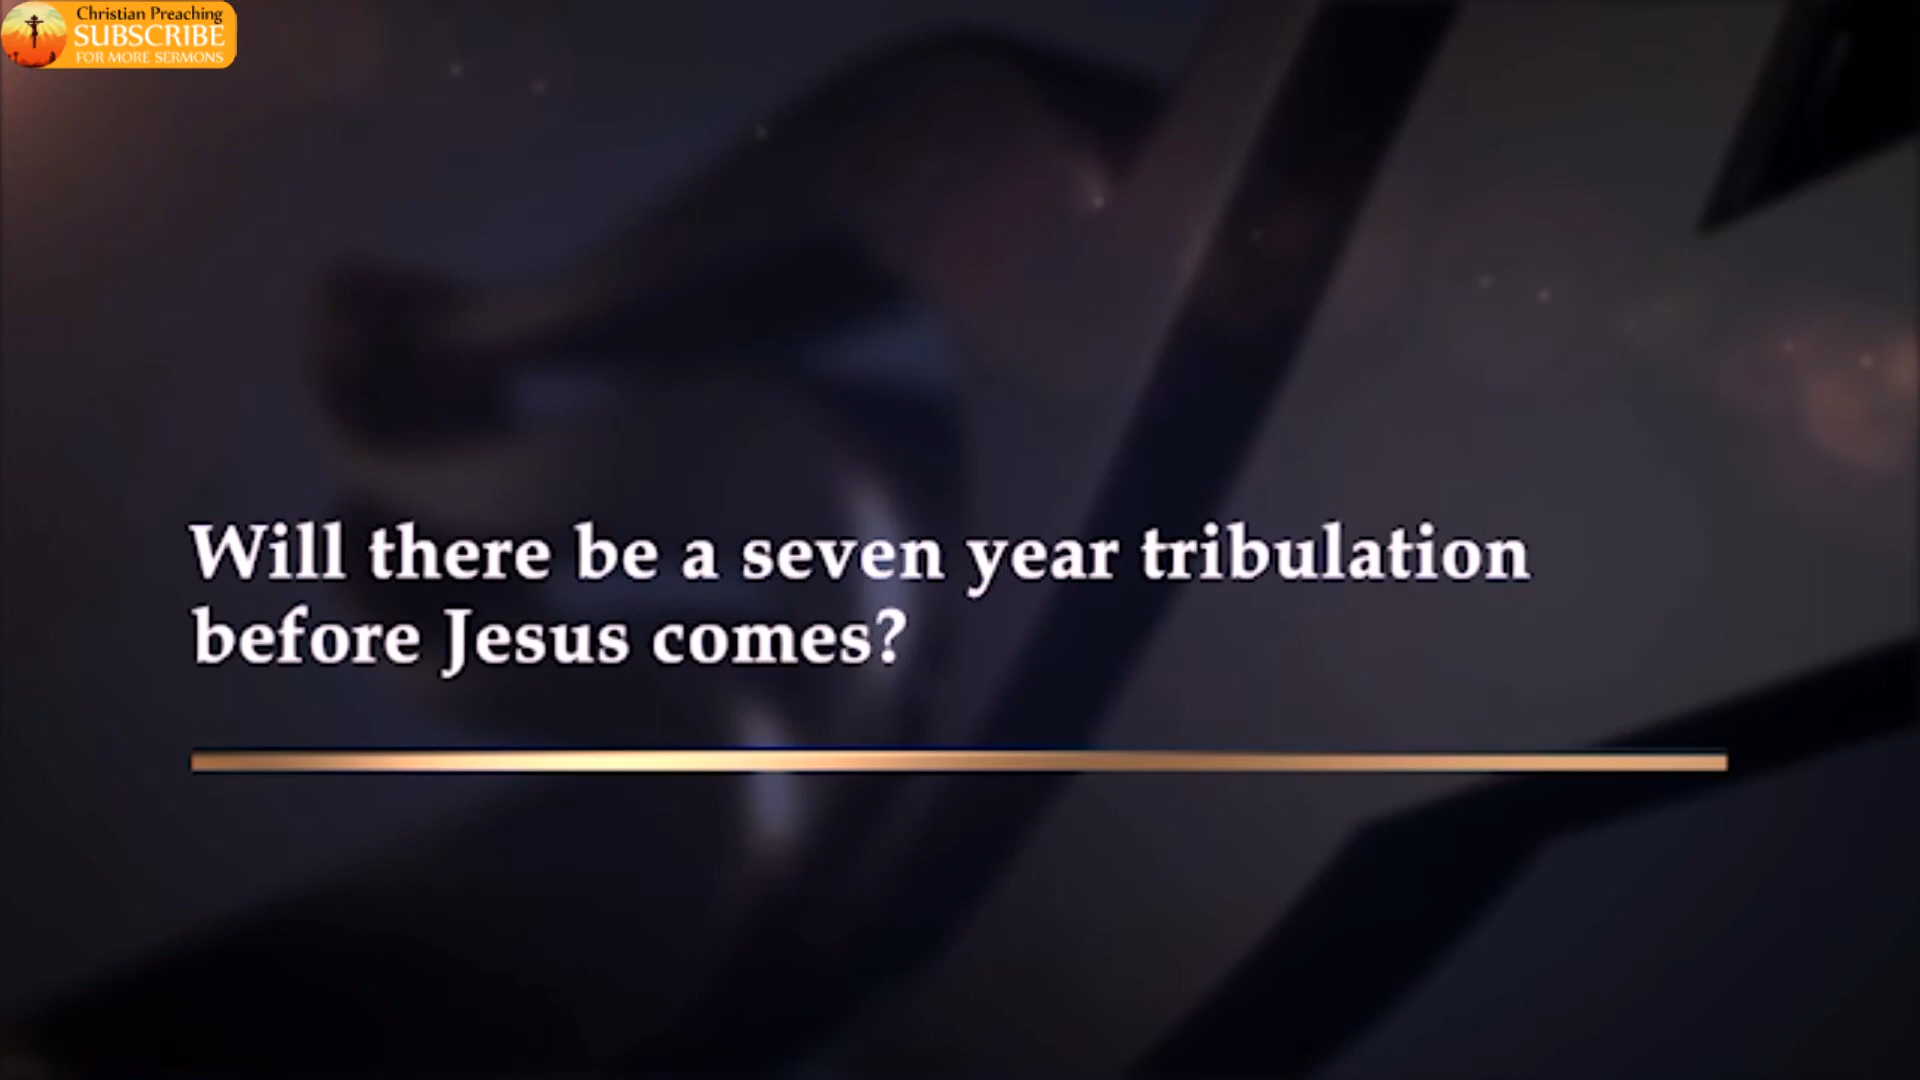 Christian Preaching
SUBSCRIBE
FOR MORE SERMONS
Will there be a seven year tribulation
before Jesus comes?